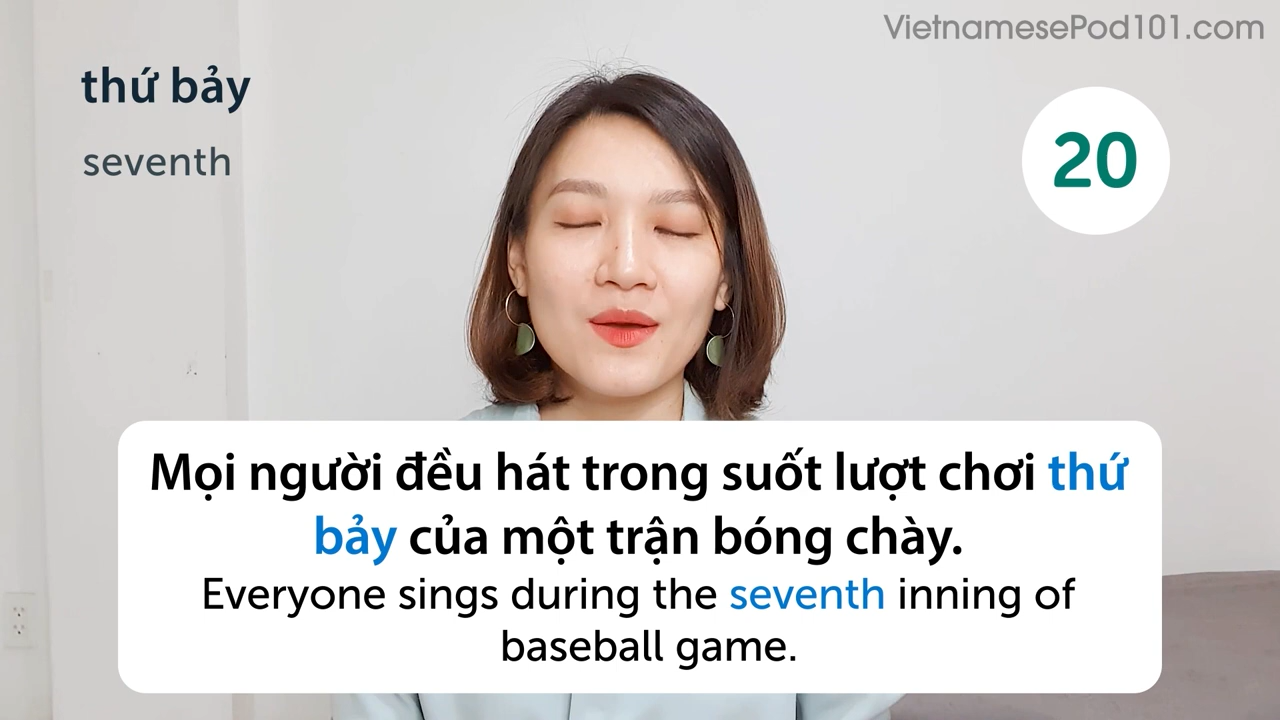 VietnamesePod101.com
thứ bảy
seventh
20
Mọi người đều hát trong suốt lượt chơi thứ
bảy của một trận bóng chày.
Everyone sings during the seventh inning of
baseball game.